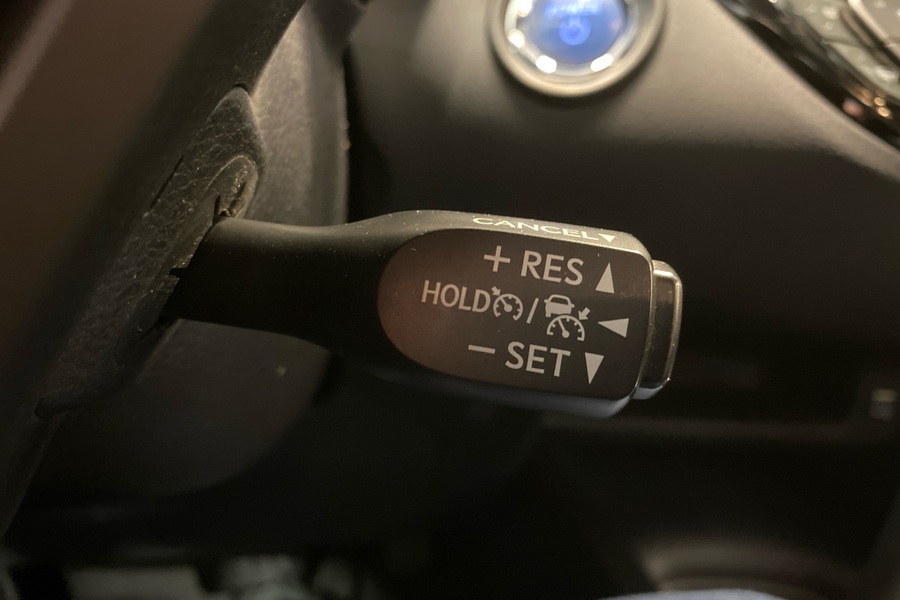 CANCEL▼
+ RES ▲
HOLD / ◀
− SET ▼